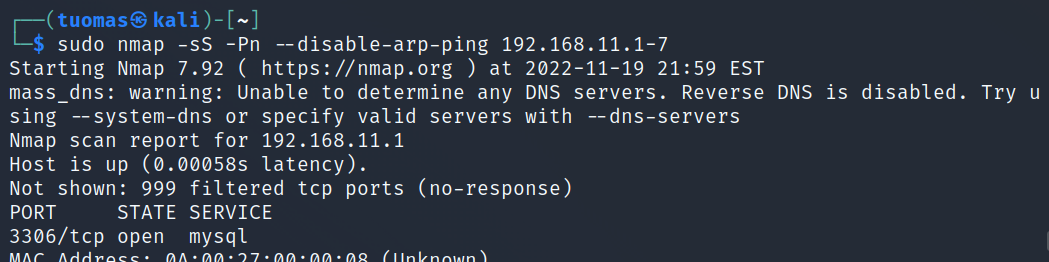 ┌──(tuomas㉿kali)-[~]
└─$ sudo nmap -sS -Pn --disable-arp-ping 192.168.11.1-7
Starting Nmap 7.92 ( https://nmap.org ) at 2022-11-19 21:59 EST
mass_dns: warning: Unable to determine any DNS servers. Reverse DNS is disabled. Try u
sing --system-dns or specify valid servers with --dns-servers
Nmap scan report for 192.168.11.1
Host is up (0.00058s latency).
Not shown: 999 filtered tcp ports (no-response)
PORT     STATE SERVICE
3306/tcp open  mysql
MAC Address: 0A:00:27:00:00:08 (Unknown)